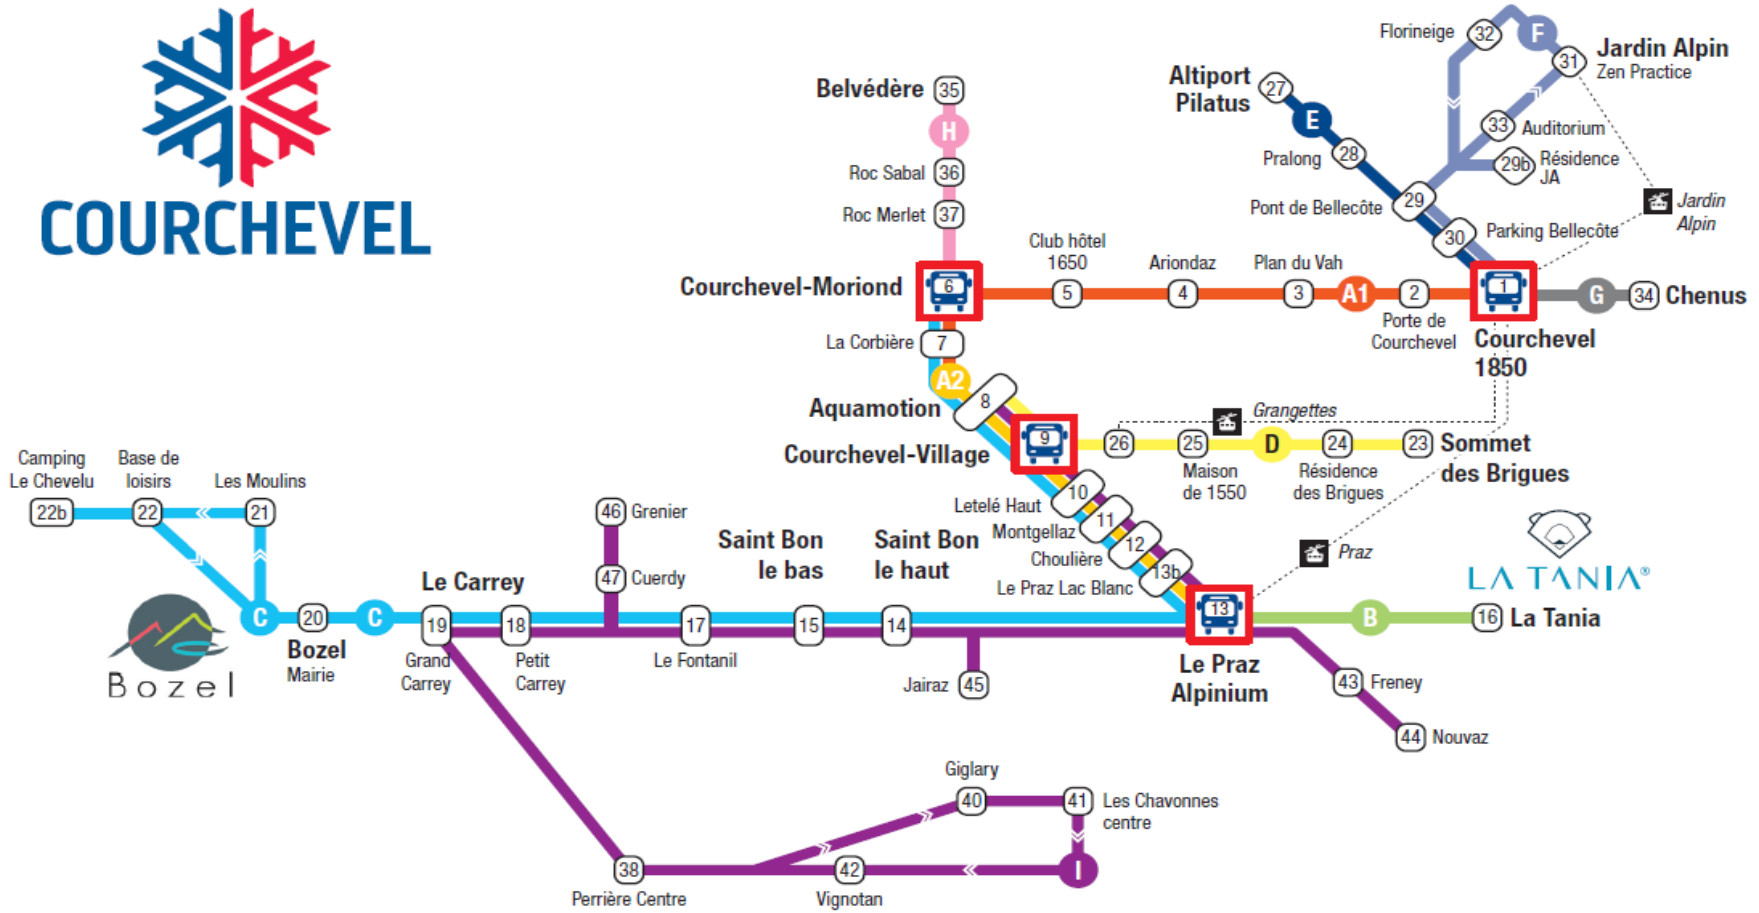 COURCHEVEL
Florineige
32
F
31
Jardin Alpin
Zen Practice
Altiport
Pilatus
27
E
Pralong
28
33
Auditorium
29b
Résidence
JA
Pont de Bellecôte
29
30
Parking Bellecôte
Jardin
Alpin
Belvédère
35
H
Roc Sabal
36
Roc Merlet
37
Courchevel-Moriond
6
Club hôtel
1650
5
Ariondaz
4
Plan du Vah
3
A1
2
Porte de
Courchevel
1
Courchevel
1850
G
34
Chenus
La Corbière
7
A2
Aquamotion
8
Courchevel-Village
9
Grangettes
26
25
Maison
de 1550
D
24
Résidence
des Brigues
23
Sommet
des Brigues
Letelé Haut
10
Montgellaz
11
Choulière
12
Le Praz Lac Blanc
13b
Praz
LA TANIA®
Camping
Le Chevelu
22b
Base de
loisirs
22
Les Moulins
21
C
20
Bozel
Mairie
C
Bozel
Le Carrey
19
Grand
Carrey
18
Petit
Carrey
46
Grenier
47
Cuerdy
17
Le Fontanil
Saint Bon
le bas
15
Saint Bon
le haut
14
Jairaz
45
13
Le Praz
Alpinium
B
16
La Tania
43
Freney
44
Nouvaz
38
Perrière Centre
Giglary
40
41
Les Chavonnes
centre
42
Vignotan
I